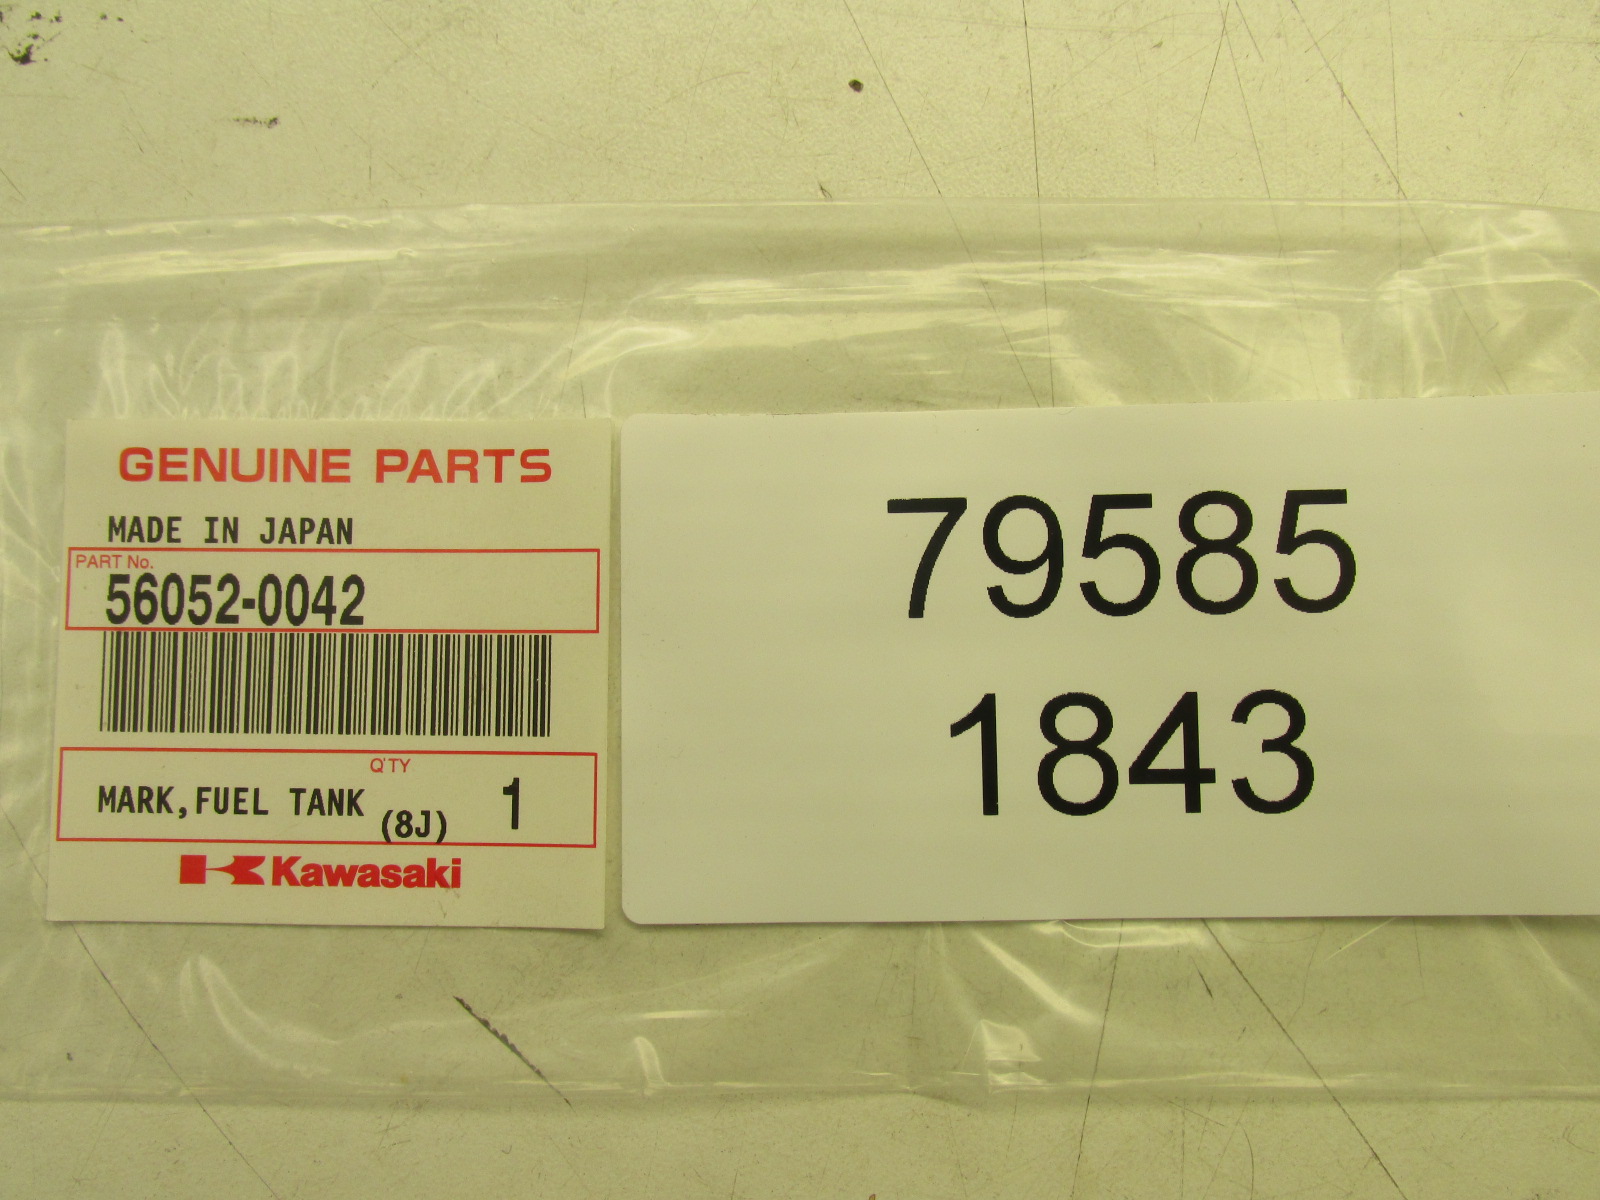 GENUINE PARTS
MADE IN JAPAN
PART No.
56052-0042
Q'TY
MARK,FUEL TANK (8J) 1
Kawasaki
79585
1843